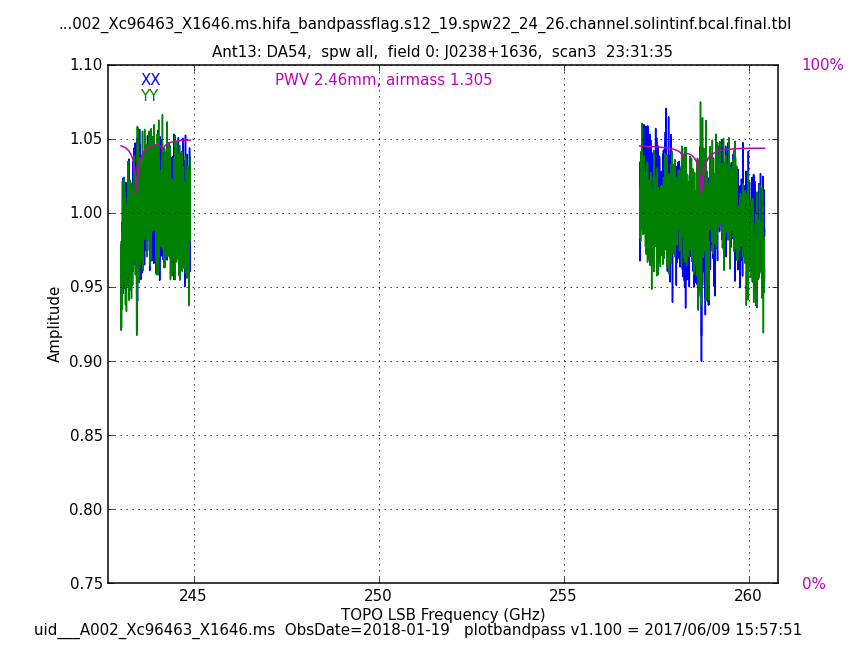 ...002_Xc96463_X1646.ms.hifa_bandpassflag.s12_19.spw22_24_26.channel.solintinf.bcal.final.tbl
Ant13: DA54, spw all, field 0: J0238+1636, scan3 23:31:35
1.10
100%
XX
PWV 2.46mm, airmass 1.305
YY
1.05
1.00
0.95
Amplitude
0.90
0.85
0.80
0.75
0%
245
250
255
260
TOPO LSB Frequency (GHz)
uid___A002_Xc96463_X1646.ms ObsDate=2018-01-19 plotbandpass v1.100 = 2017/06/09 15:57:51